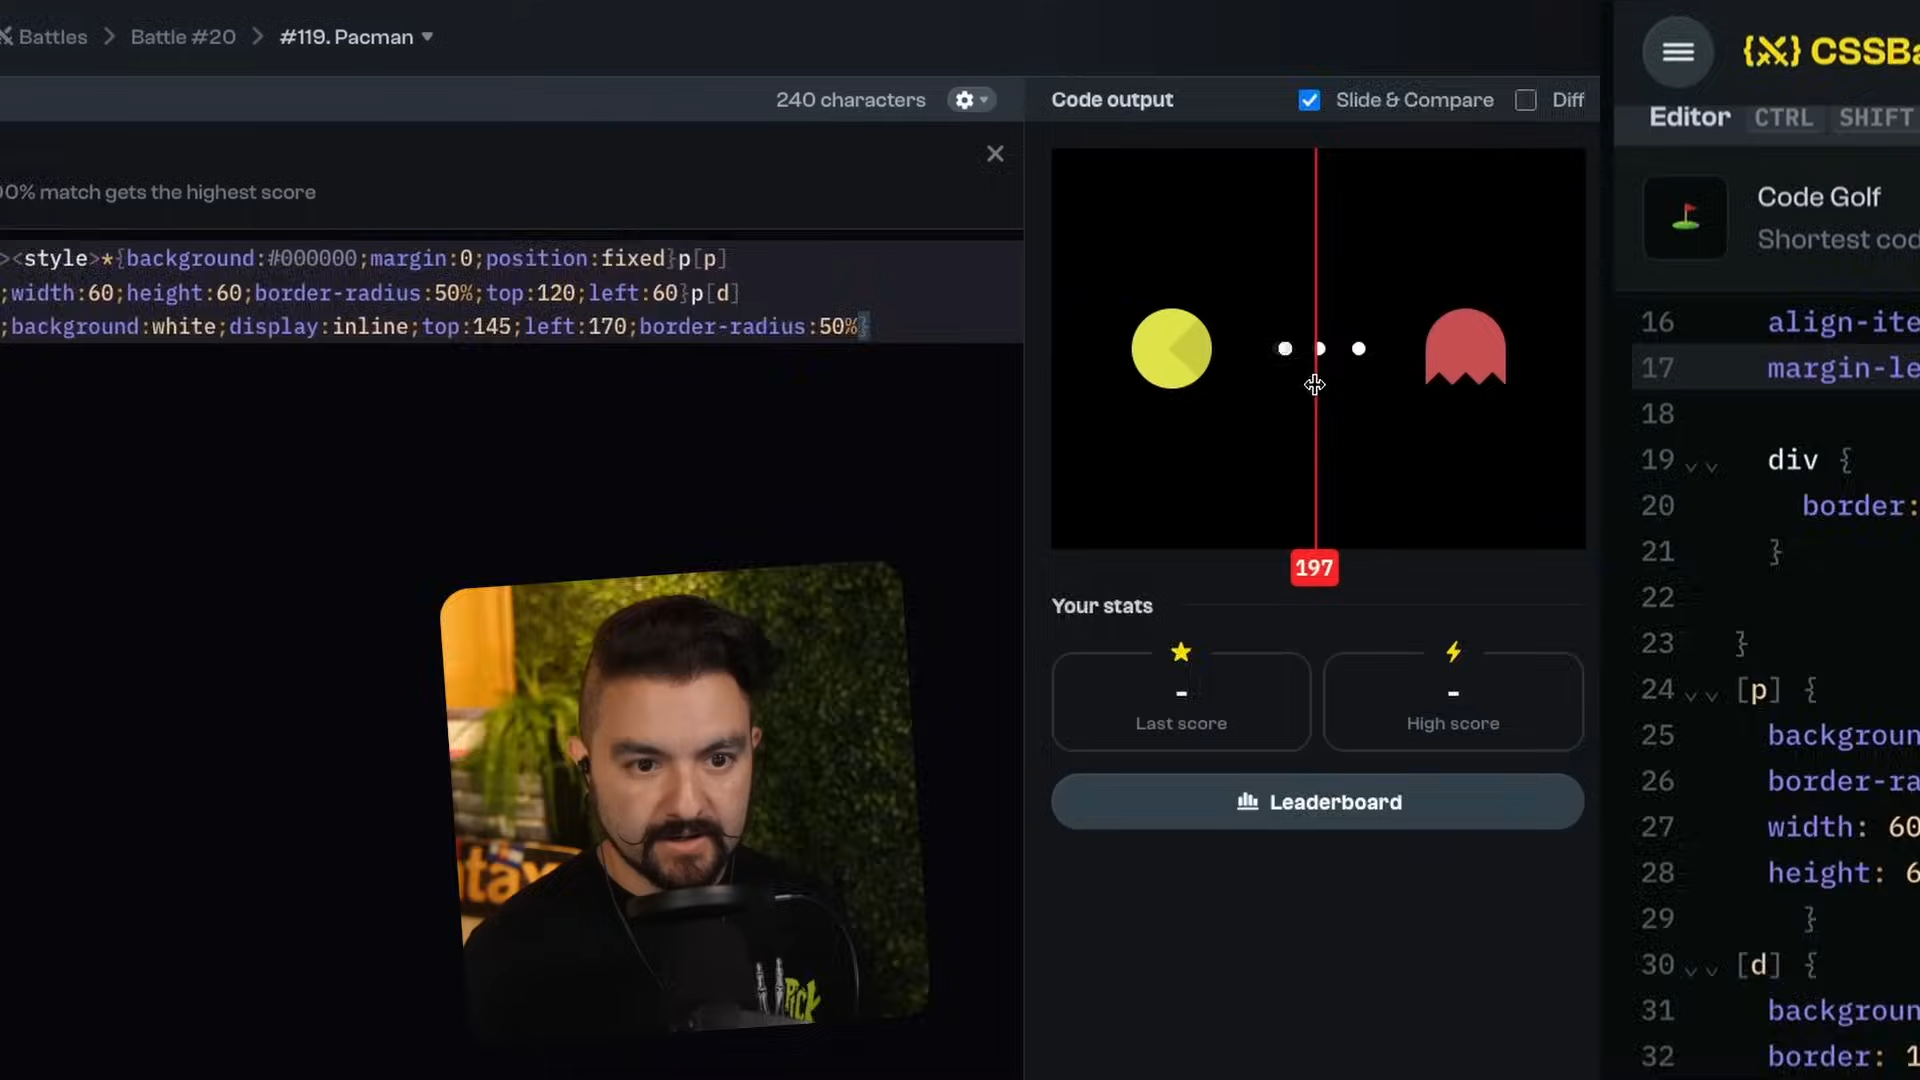 Battles > Battle #20 > #119. Pacman
240 characters
00% match gets the highest score
><style>*{background:#000000;margin:0;position:fixed}p[p]
;width:60;height:60;border-radius:50%;top:120;left:60}p[d]
;background:white;display:inline;top:145;left:170;border-radius:50%}
Code output
Slide & Compare
Diff
197
Your stats
-
Last score
-
High score
Leaderboard
{X} CSSBa
Editor CTRL SHIFT
Code Golf
Shortest cod
16 align-ite
17 margin-le
18
19 div {
20 border:
21 }
22
23 }
24 [p] {
25 backgroun
26 border-ra
27 width: 60
28 height: 6
29 }
30 [d] {
31 backgroun
32 border: 1